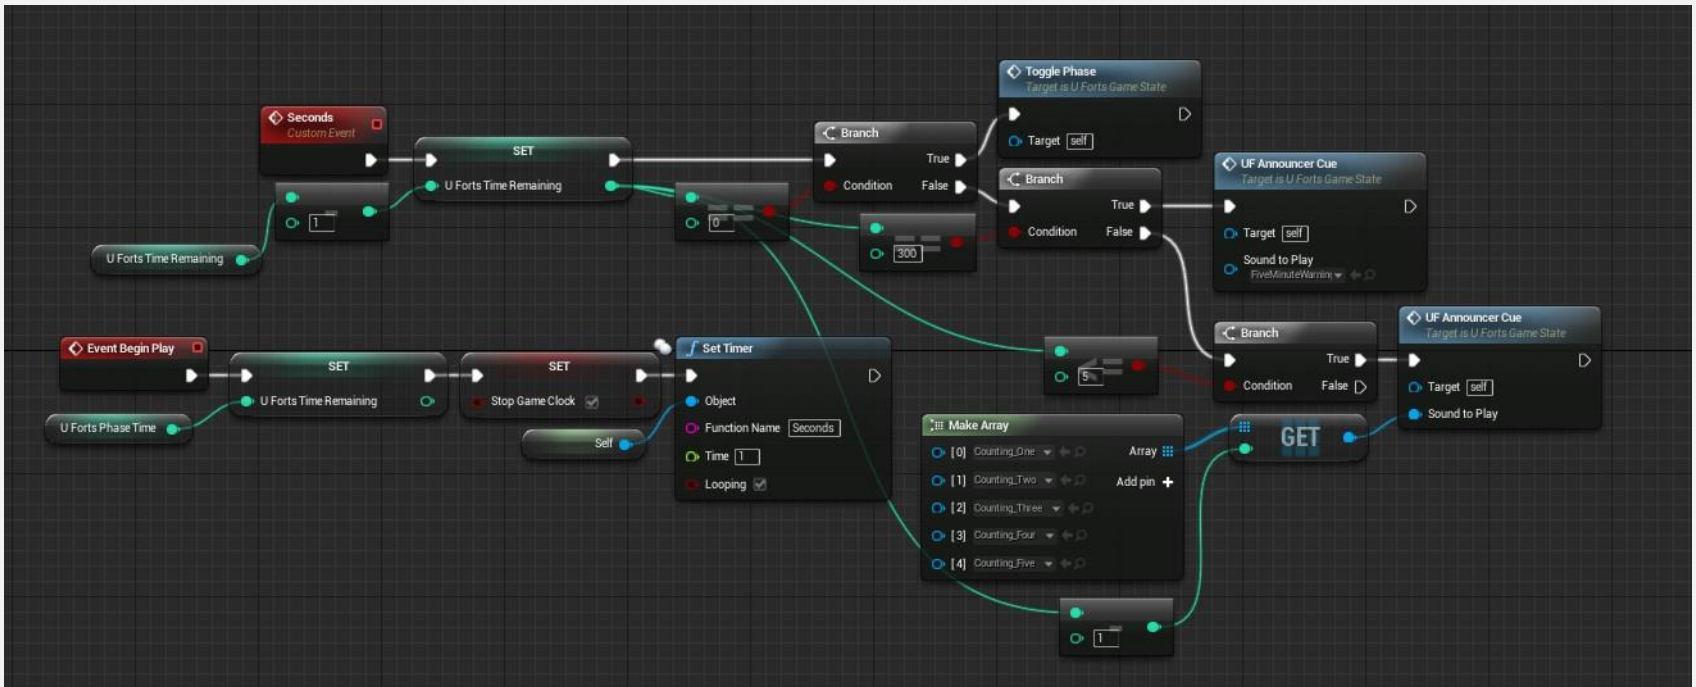 Toggle Phase
Target is U Forts Game State
Target self
Seconds
Custom Event
SET
U Forts Time Remaining
1
U Forts Time Remaining
==
0
Branch
True
Condition False
==
300
Branch
True
Condition False
UF Announcer Cue
Target is U Forts Game State
Target self
Sound to Play
FiveMinuteWarnin
Event Begin Play
SET
U Forts Time Remaining
U Forts Phase Time
SET
Stop Game Clock
Self
f Set Timer
Object
Function Name Seconds
Time 1
Looping
<=
5
Branch
True
Condition False
UF Announcer Cue
Target is U Forts Game State
Target self
Sound to Play
Make Array
[0] Counting_One Array
[1] Counting_Two Add pin +
[2] Counting_Three
[3] Counting_Four
[4] Counting_Five
GET
1